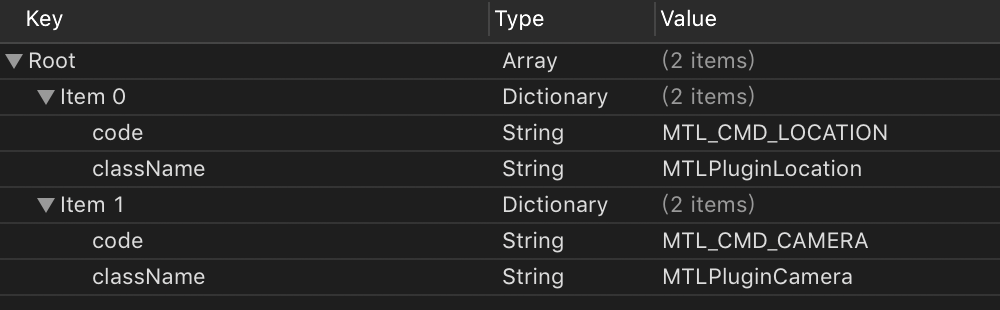 Key Type Value
Root Array (2 items)
Item 0 Dictionary (2 items)
code String MTL_CMD_LOCATION
className String MTLPluginLocation
Item 1 Dictionary (2 items)
code String MTL_CMD_CAMERA
className String MTLPluginCamera